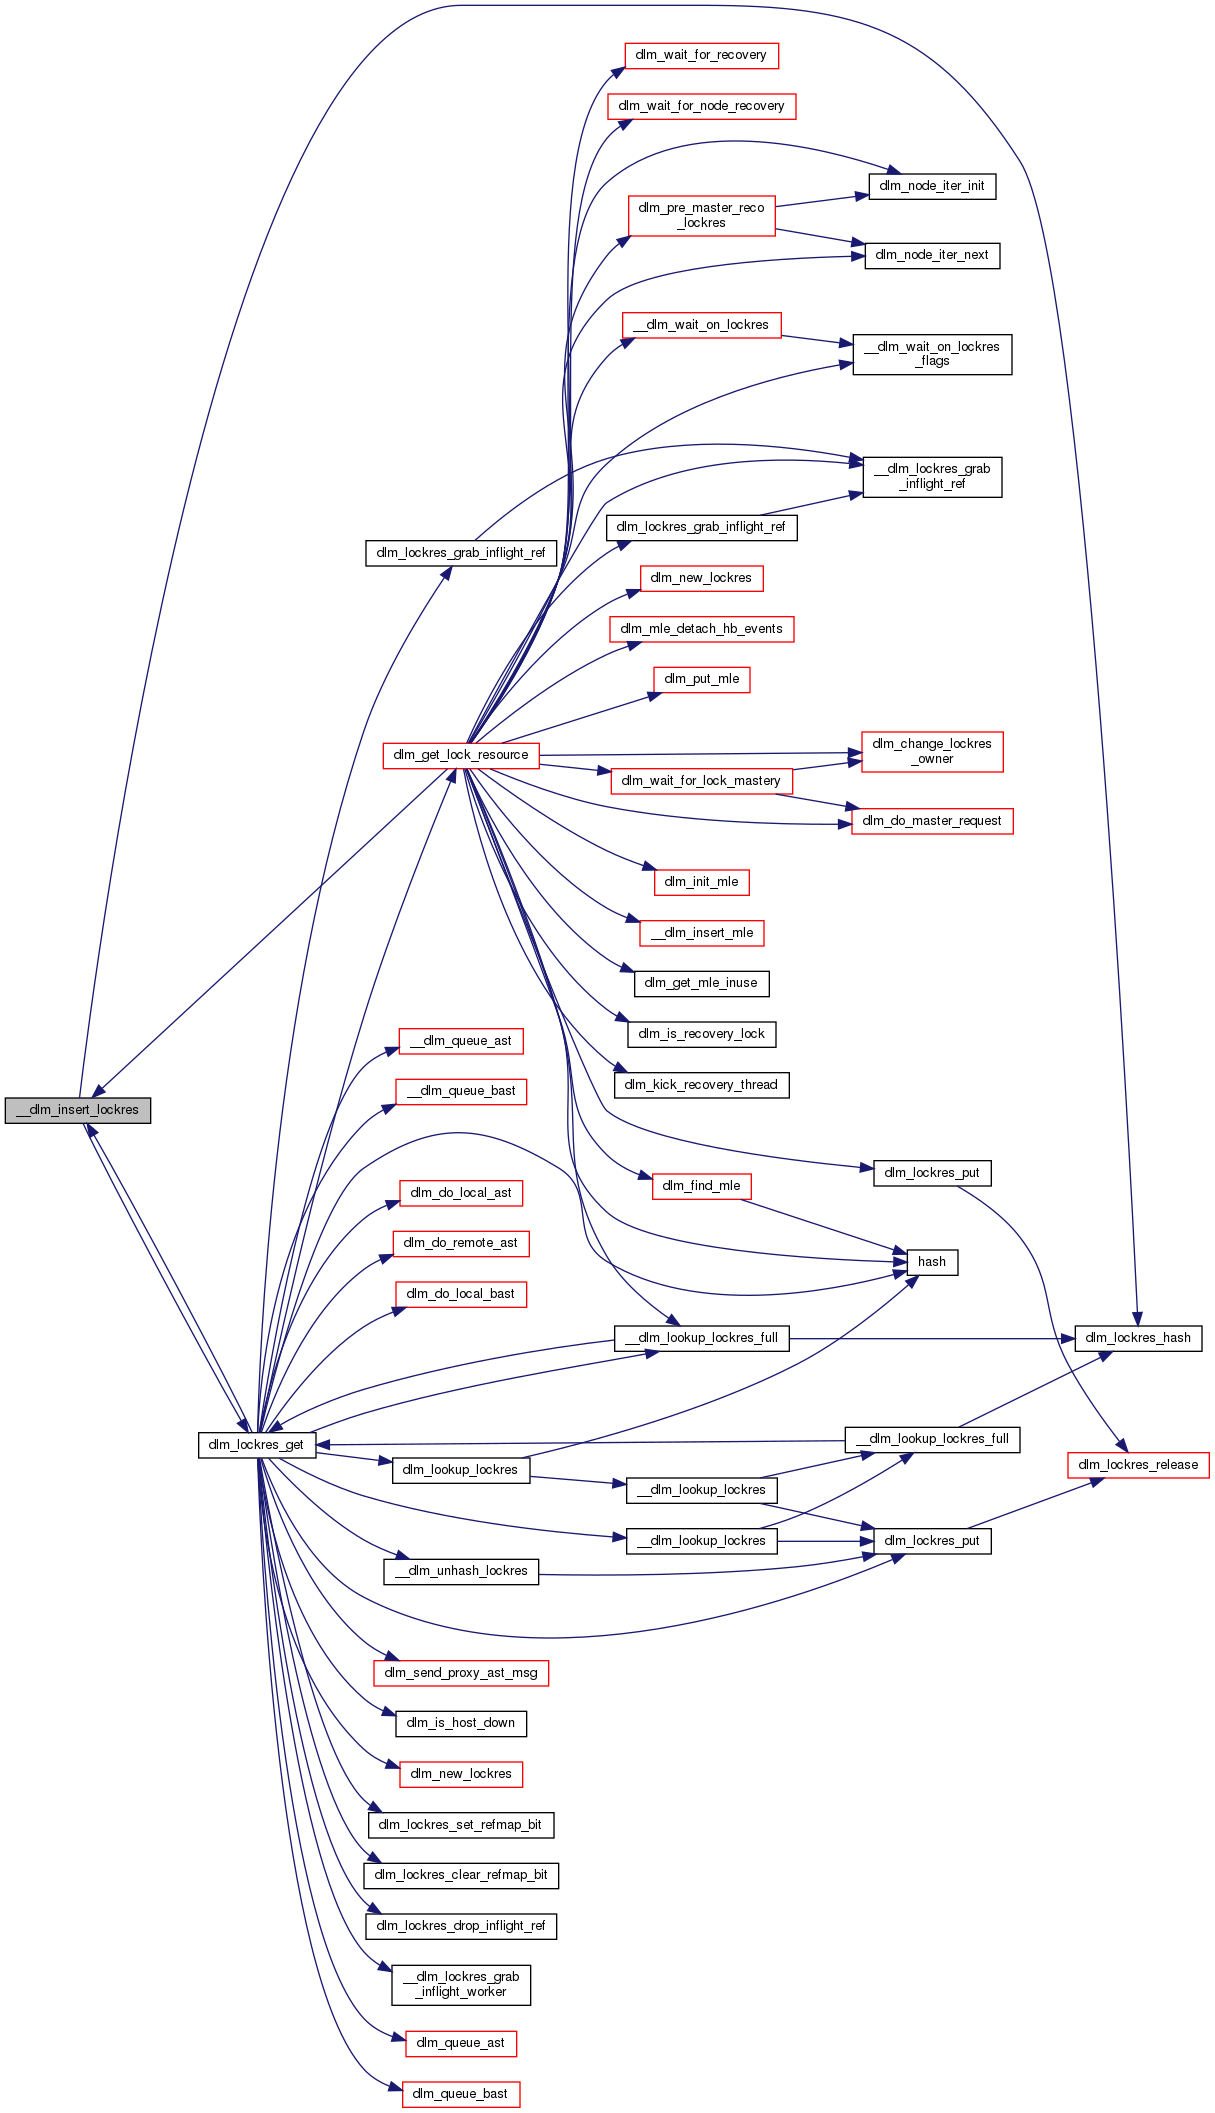 dlm_wait_for_recovery
dlm_wait_for_node_recovery
dlm_node_iter_init
dlm_pre_master_reco
_lockres
dlm_node_iter_next
__dlm_wait_on_lockres
__dlm_wait_on_lockres
_flags
__dlm_lockres_grab
_inflight_ref
dlm_lockres_grab_inflight_ref
dlm_lockres_grab_inflight_ref
dlm_new_lockres
dlm_mle_detach_hb_events
dlm_put_mle
dlm_get_lock_resource
dlm_change_lockres
_owner
dlm_wait_for_lock_mastery
dlm_do_master_request
dlm_init_mle
__dlm_insert_mle
dlm_get_mle_inuse
dlm_is_recovery_lock
__dlm_queue_ast
dlm_kick_recovery_thread
__dlm_queue_bast
__dlm_insert_lockres
dlm_lockres_put
dlm_find_mle
dlm_do_local_ast
dlm_do_remote_ast
hash
dlm_do_local_bast
__dlm_lookup_lockres_full
dlm_lockres_hash
dlm_lockres_get
__dlm_lookup_lockres_full
dlm_lookup_lockres
dlm_lockres_release
__dlm_lookup_lockres
__dlm_lookup_lockres
dlm_lockres_put
__dlm_unhash_lockres
dlm_send_proxy_ast_msg
dlm_is_host_down
dlm_new_lockres
dlm_lockres_set_refmap_bit
dlm_lockres_clear_refmap_bit
dlm_lockres_drop_inflight_ref
__dlm_lockres_grab
_inflight_worker
dlm_queue_ast
dlm_queue_bast